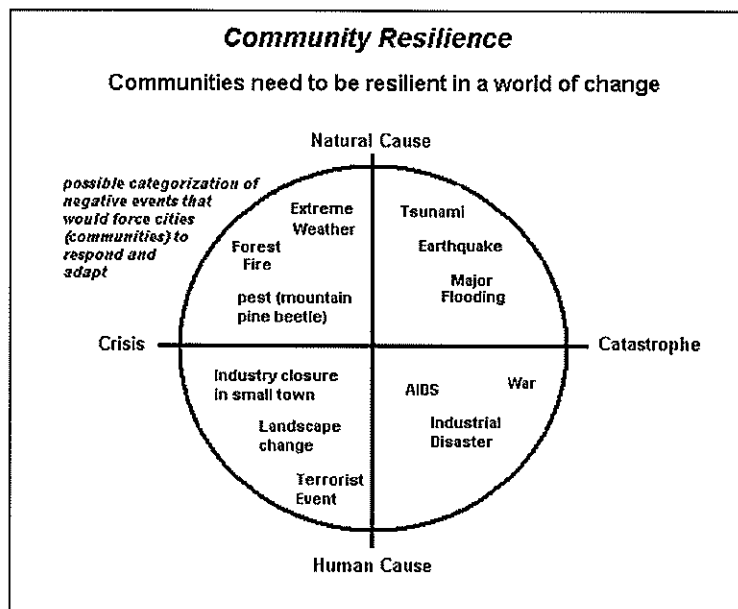 Community Resilience
Communities need to be resilient in a world of change
Natural Cause
possible categorization of
negative events that
would force cities
(communities) to
respond and
adapt
Extreme
Weather
Forest
Fire
pest (mountain
pine beetle)
Tsunami
Earthquake
Major
Flooding
Crisis
Catastrophe
Industry closure
in small town
Landscape
change
Terrorist
Event
AIDS
War
Industrial
Disaster
Human Cause